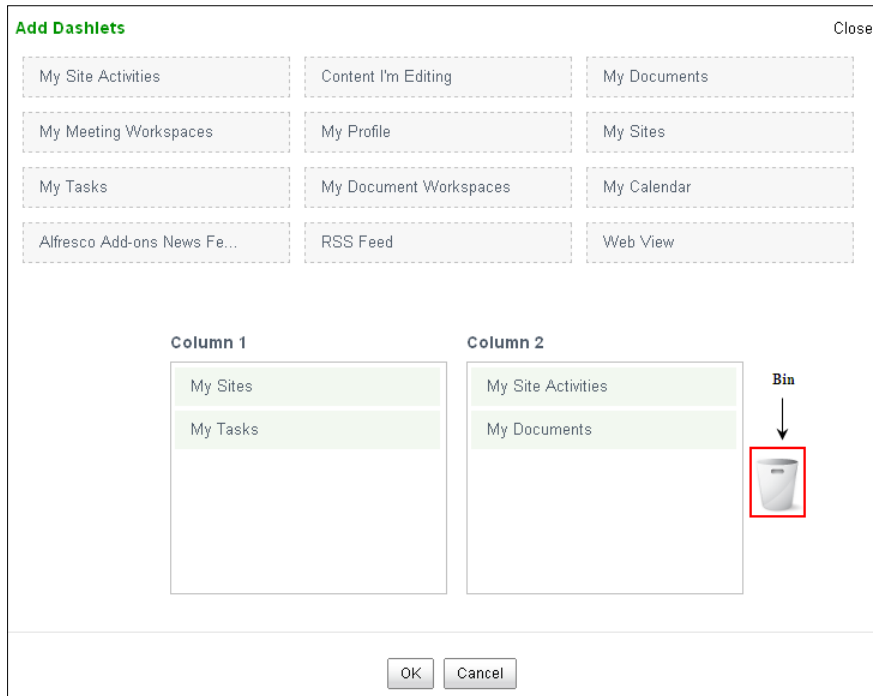 Add Dashlets Close
My Site Activities Content I'm Editing My Documents
My Meeting Workspaces My Profile My Sites
My Tasks My Document Workspaces My Calendar
Alfresco Add-ons News Fe... RSS Feed Web View
Column 1 Column 2
My Sites My Site Activities Bin
My Tasks My Documents
OK Cancel